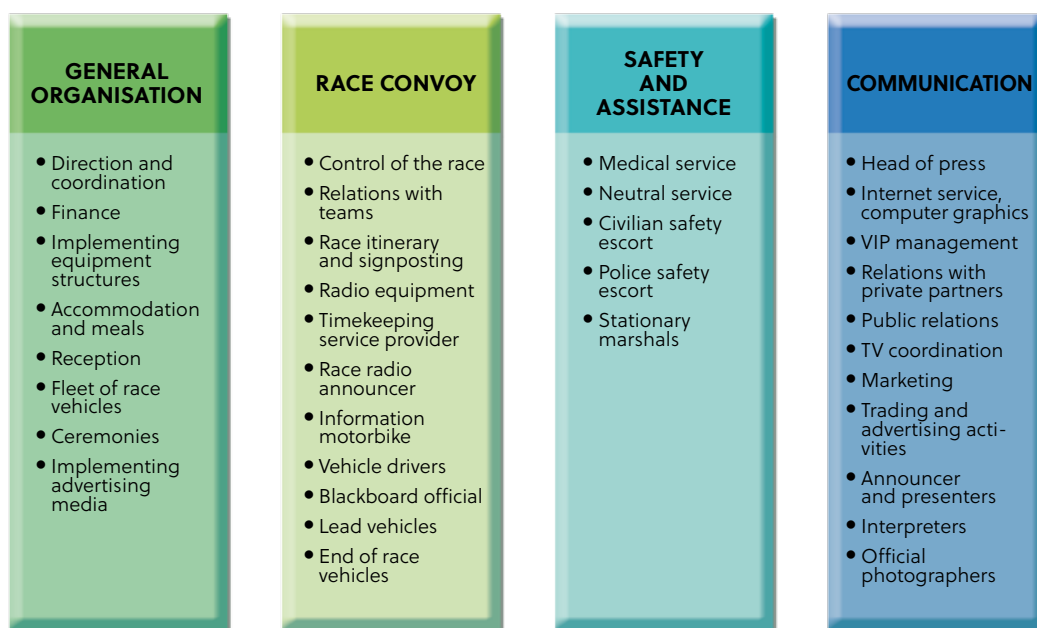 GENERAL
ORGANISATION
• Direction and
coordination
• Finance
• Implementing
equipment
structures
• Accommodation
and meals
• Reception
• Fleet of race
vehicles
• Ceremonies
• Implementing
advertising
media
RACE CONVOY
• Control of the race
• Relations with
teams
• Race itinerary
and signposting
• Radio equipment
• Timekeeping
service provider
• Race radio
announcer
• Information
motorbike
• Vehicle drivers
• Blackboard official
• Lead vehicles
• End of race
vehicles
SAFETY
AND
ASSISTANCE
• Medical service
• Neutral service
• Civilian safety
escort
• Police safety
escort
• Stationary
marshals
COMMUNICATION
• Head of press
• Internet service,
computer graphics
• VIP management
• Relations with
private partners
• Public relations
• TV coordination
• Marketing
• Trading and
advertising acti-
vities
• Announcer
and presenters
• Interpreters
• Official
photographers